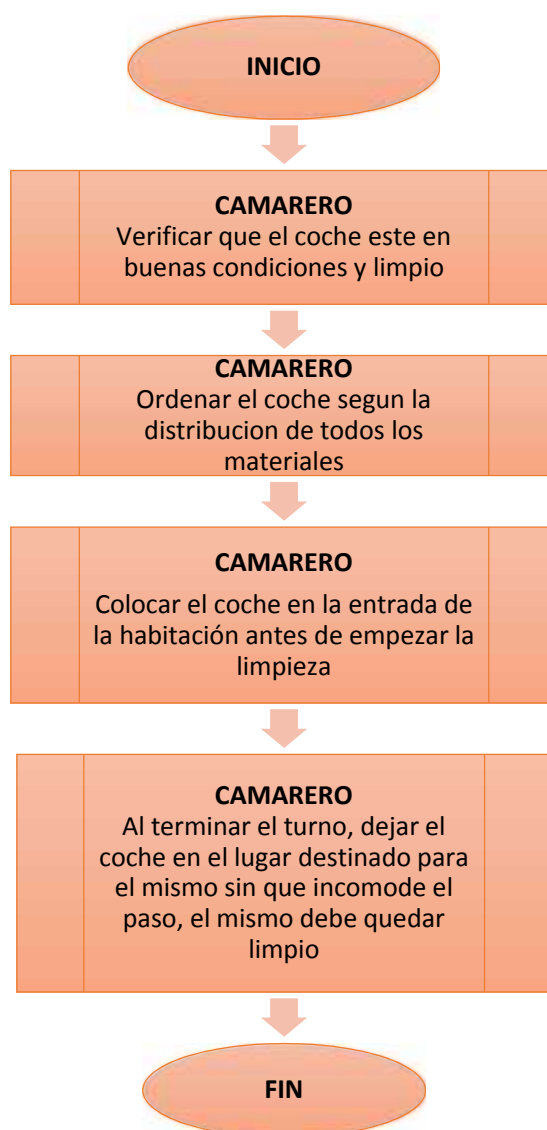 INICIO
CAMARERO
Verificar que el coche este en
buenas condiciones y limpio
CAMARERO
Ordenar el coche segun la
distribucion de todos los
materiales
CAMARERO
Colocar el coche en la entrada de
la habitación antes de empezar la
limpieza
CAMARERO
Al terminar el turno, dejar el
coche en el lugar destinado para
el mismo sin que incomode el
paso, el mismo debe quedar
limpio
FIN